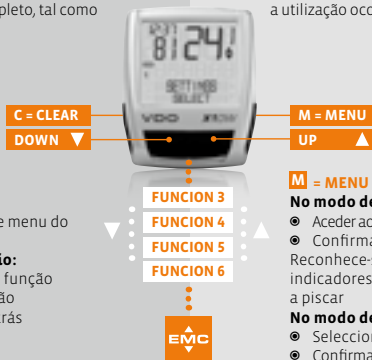 pleto, tal como
a utilização oc
SETTINGS
SELECT
VDO
C = CLEAR
DOWN
M = MENU
UP
FUNCION 3
FUNCION 4
FUNCION 5
FUNCION 6
EMC
e menu do
ão:
função
ão
rás
M = MENU
No modo de
Aceder ao
Confirma
Reconhece-s
indicadores
a piscar
No modo de
Seleccion
Confirma